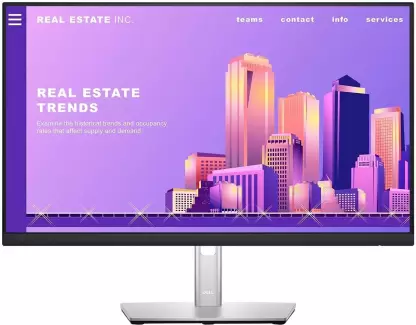 REAL ESTATE INC.
teams contact info services
REAL ESTATE
TRENDS
Examine the historical trends and occupancy
rates that affect supply and demand.
DELL